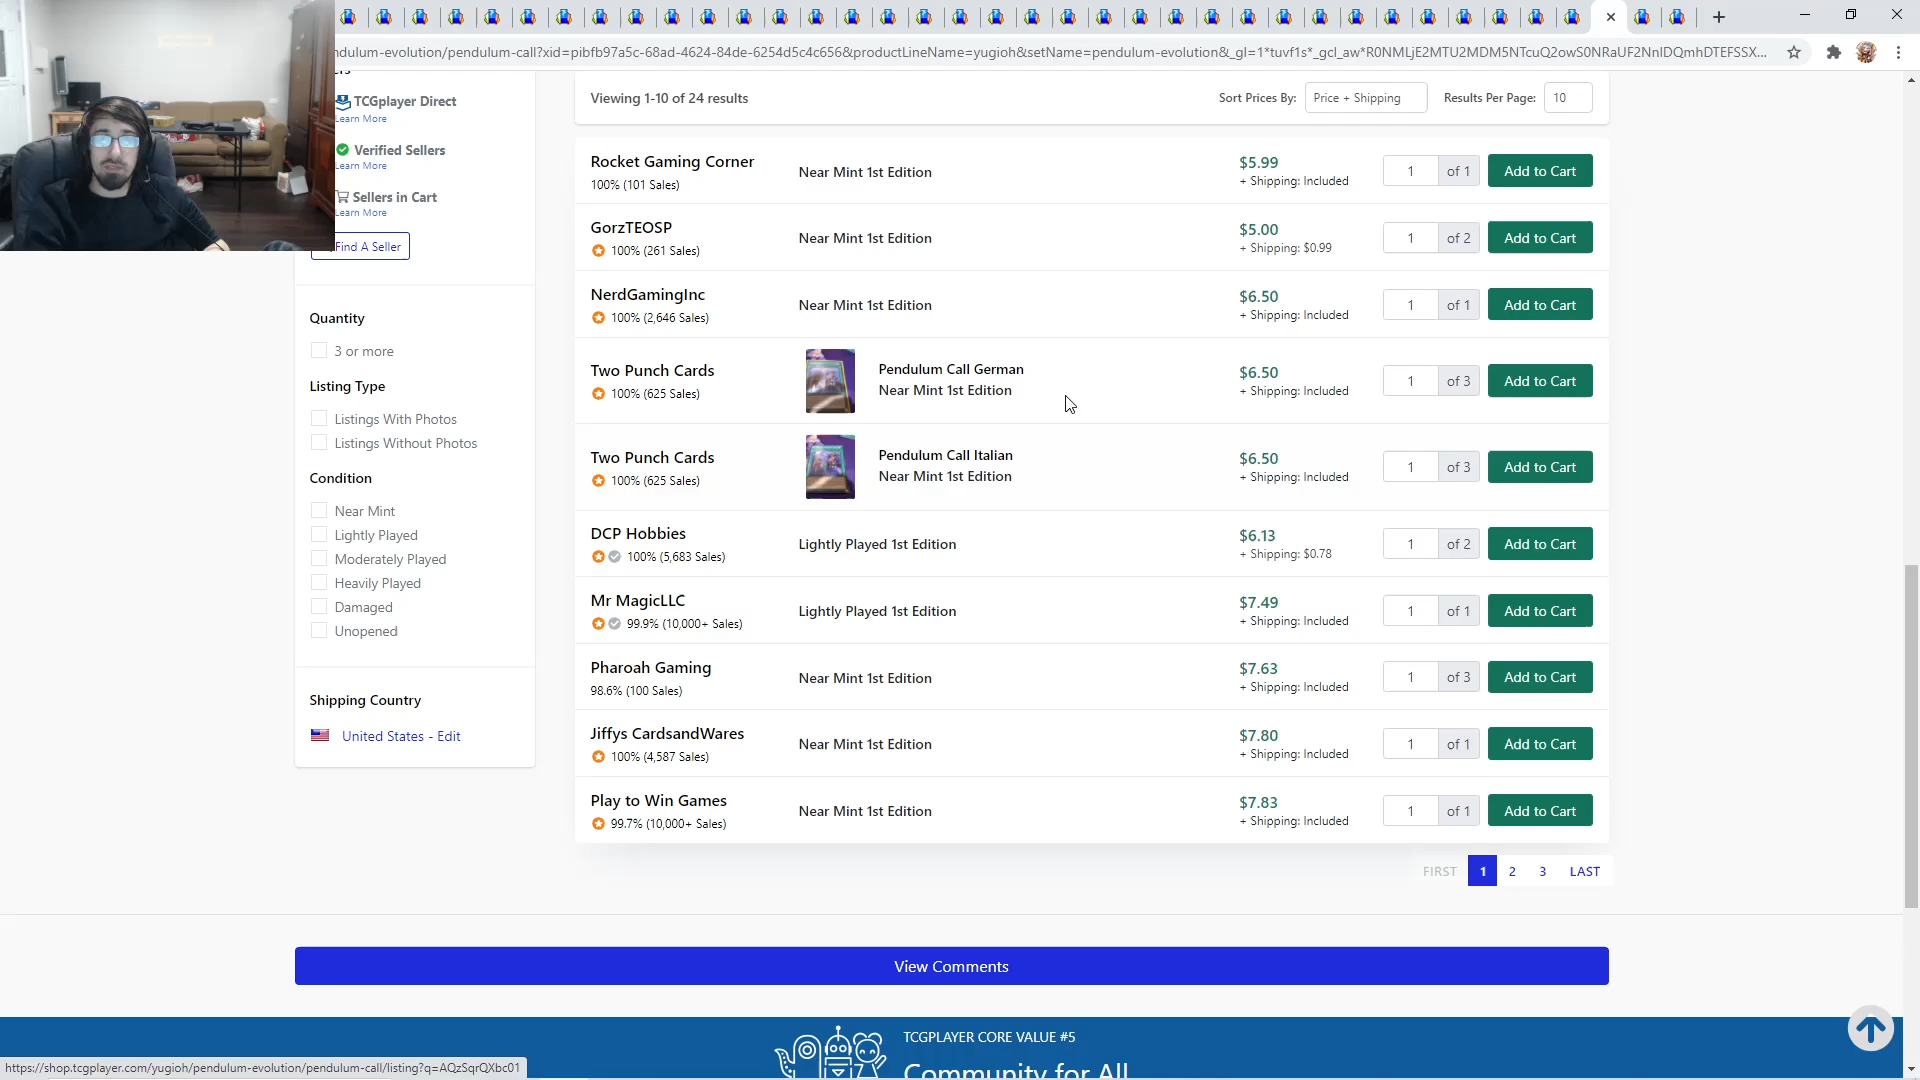 ndulum-evolution/pendulum-call?xid=pibfb97a5c-68ad-4624-84de-6254d5c4c656&productLineName=yugioh&setName=pendulum-evolution&_gl=1*tuvf1s*_gcl_aw*R0NMLjE2MTU2MDM5NTcuQ2owS0NRaUF2NnlDQmhDTEFSSX...
TCGplayer Direct
Learn More
Verified Sellers
Learn More
Sellers in Cart
Learn More
Find A Seller
Quantity
3 or more
Listing Type
Listings With Photos
Listings Without Photos
Condition
Near Mint
Lightly Played
Moderately Played
Heavily Played
Damaged
Unopened
Shipping Country
United States - Edit
Viewing 1-10 of 24 results
Sort Prices By: Price + Shipping Results Per Page: 10
Rocket Gaming Corner
100% (101 Sales)
Near Mint 1st Edition
$5.99
+ Shipping: Included
1 of 1 Add to Cart
GorzTEOSP
100% (261 Sales)
Near Mint 1st Edition
$5.00
+ Shipping: $0.99
1 of 2 Add to Cart
NerdGamingInc
100% (2,646 Sales)
Near Mint 1st Edition
$6.50
+ Shipping: Included
1 of 1 Add to Cart
Two Punch Cards
100% (625 Sales)
Pendulum Call German
Near Mint 1st Edition
$6.50
+ Shipping: Included
1 of 3 Add to Cart
Two Punch Cards
100% (625 Sales)
Pendulum Call Italian
Near Mint 1st Edition
$6.50
+ Shipping: Included
1 of 3 Add to Cart
DCP Hobbies
100% (5,683 Sales)
Lightly Played 1st Edition
$6.13
+ Shipping: $0.78
1 of 2 Add to Cart
Mr MagicLLC
99.9% (10,000+ Sales)
Lightly Played 1st Edition
$7.49
+ Shipping: Included
1 of 1 Add to Cart
Pharoah Gaming
98.6% (100 Sales)
Near Mint 1st Edition
$7.63
+ Shipping: Included
1 of 3 Add to Cart
Jiffys CardsandWares
100% (4,587 Sales)
Near Mint 1st Edition
$7.80
+ Shipping: Included
1 of 1 Add to Cart
Play to Win Games
99.7% (10,000+ Sales)
Near Mint 1st Edition
$7.83
+ Shipping: Included
1 of 1 Add to Cart
FIRST 1 2 3 LAST
View Comments
TCGPLAYER CORE VALUE #5
Community for All
https://shop.tcgplayer.com/yugioh/pendulum-evolution/pendulum-call/listing?q=AQzSqrQXbc01